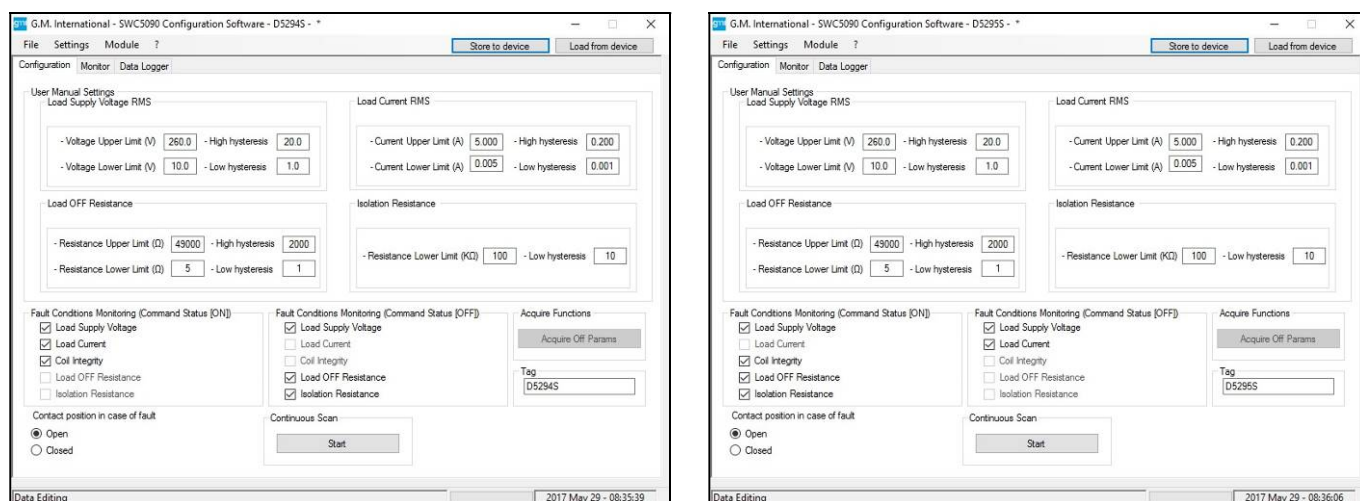 gmi G.M. International - SWC5090 Configuration Software - D5294S - *
File Settings Module ? Store to device Load from device
Configuration Monitor Data Logger
User Manual Settings
Load Supply Voltage RMS
- Voltage Upper Limit (V) 260.0 - High hysteresis 20.0
- Voltage Lower Limit (V) 10.0 - Low hysteresis 1.0
Load Current RMS
- Current Upper Limit (A) 5.000 - High hysteresis 0.200
- Current Lower Limit (A) 0.005 - Low hysteresis 0.001
Load OFF Resistance
- Resistance Upper Limit (Ω) 49000 - High hysteresis 2000
- Resistance Lower Limit (Ω) 5 - Low hysteresis 1
Isolation Resistance
- Resistance Lower Limit (KΩ) 100 - Low hysteresis 10
Fault Conditions Monitoring (Command Status [ON])
Load Supply Voltage
Load Current
Coil Integrity
Load OFF Resistance
Isolation Resistance
Fault Conditions Monitoring (Command Status [OFF])
Load Supply Voltage
Load Current
Coil Integrity
Load OFF Resistance
Isolation Resistance
Acquire Functions
Acquire Off Params
Tag
D5294S
Contact position in case of fault
Open
Closed
Continuous Scan
Start
Data Editing 2017 May 29 - 08:35:39
gmi G.M. International - SWC5090 Configuration Software - D5295S - *
File Settings Module ? Store to device Load from device
Configuration Monitor Data Logger
User Manual Settings
Load Supply Voltage RMS
- Voltage Upper Limit (V) 260.0 - High hysteresis 20.0
- Voltage Lower Limit (V) 10.0 - Low hysteresis 1.0
Load Current RMS
- Current Upper Limit (A) 5.000 - High hysteresis 0.200
- Current Lower Limit (A) 0.005 - Low hysteresis 0.001
Load OFF Resistance
- Resistance Upper Limit (Ω) 49000 - High hysteresis 2000
- Resistance Lower Limit (Ω) 5 - Low hysteresis 1
Isolation Resistance
- Resistance Lower Limit (KΩ) 100 - Low hysteresis 10
Fault Conditions Monitoring (Command Status [ON])
Load Supply Voltage
Load Current
Coil Integrity
Load OFF Resistance
Isolation Resistance
Fault Conditions Monitoring (Command Status [OFF])
Load Supply Voltage
Load Current
Coil Integrity
Load OFF Resistance
Isolation Resistance
Acquire Functions
Acquire Off Params
Tag
D5295S
Contact position in case of fault
Open
Closed
Continuous Scan
Start
Data Editing 2017 May 29 - 08:36:06